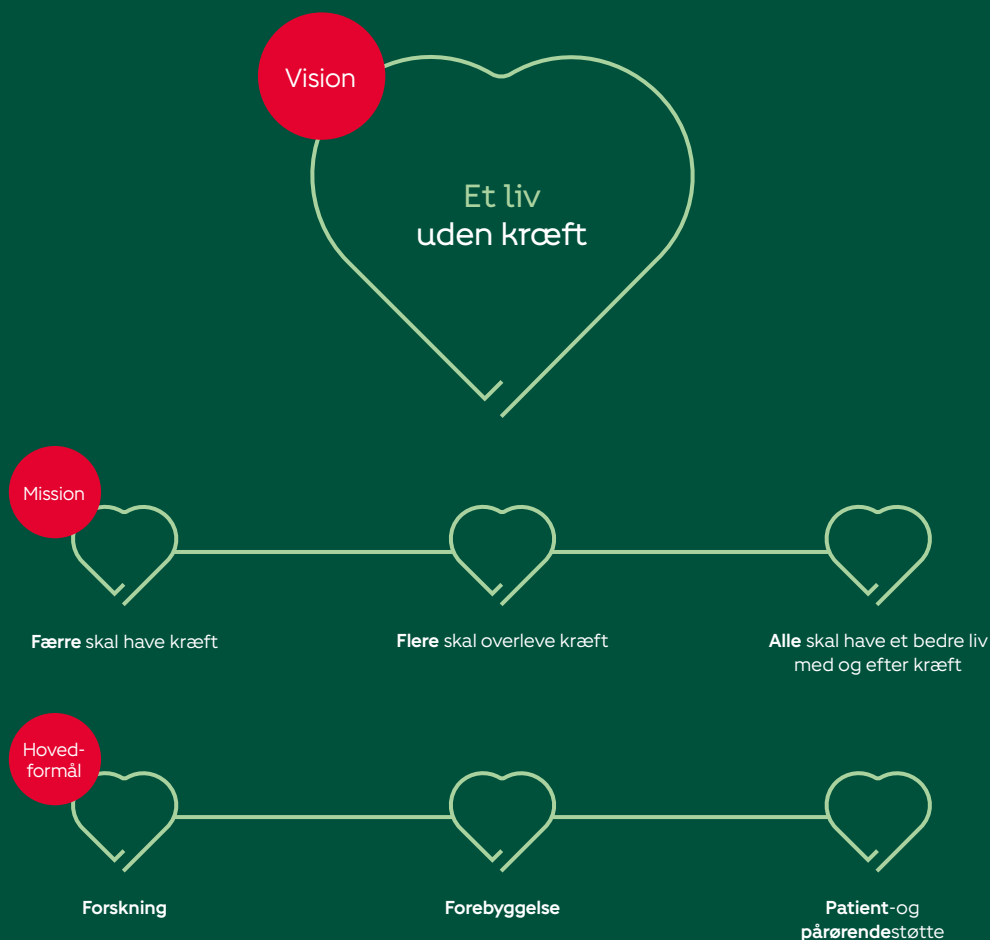 Vision
Et liv
uden kræft
Mission
Færre skal have kræft
Flere skal overleve kræft
Alle skal have et bedre liv
med og efter kræft
Hoved-
formål
Forskning
Forebyggelse
Patient-og
pårørendestøtte